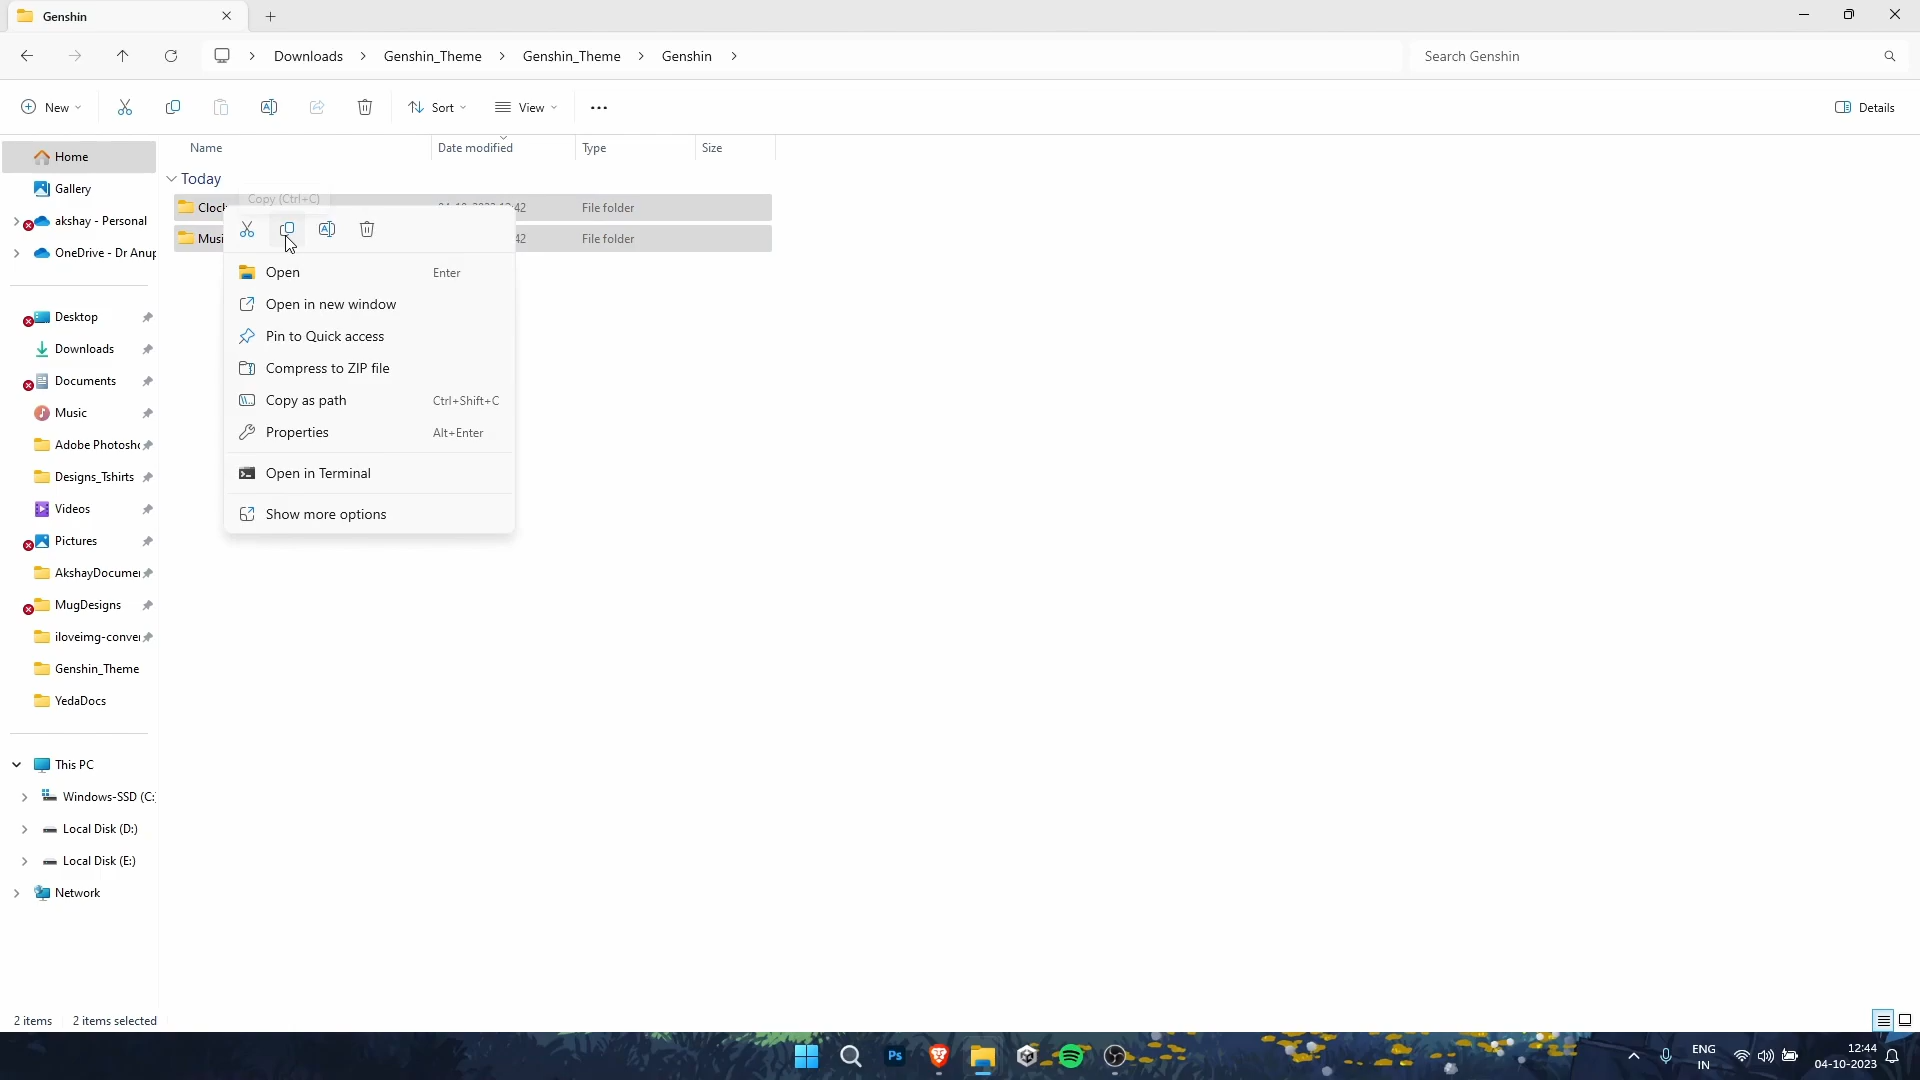 Genshin
Downloads > Genshin_Theme > Genshin_Theme > Genshin >
Search Genshin
New
Sort
View
Details
Name
Date modified
Type
Size
Home
Gallery
akshay - Personal
OneDrive - Dr Anup
Desktop
Downloads
Documents
Music
Adobe Photosh
Designs_Tshirts
Videos
Pictures
AkshayDocume
MugDesigns
iloveimg-conve
Genshin_Theme
YedaDocs
This PC
Windows-SSD (C:
Local Disk (D:)
Local Disk (E:)
Network
Today
Copy (Ctrl+C)
Clock
42
File folder
Musi
42
File folder
Open Enter
Open in new window
Pin to Quick access
Compress to ZIP file
Copy as path Ctrl+Shift+C
Properties Alt+Enter
Open in Terminal
Show more options
2 items 2 items selected
Ps
ENG
IN
12:44
04-10-2023